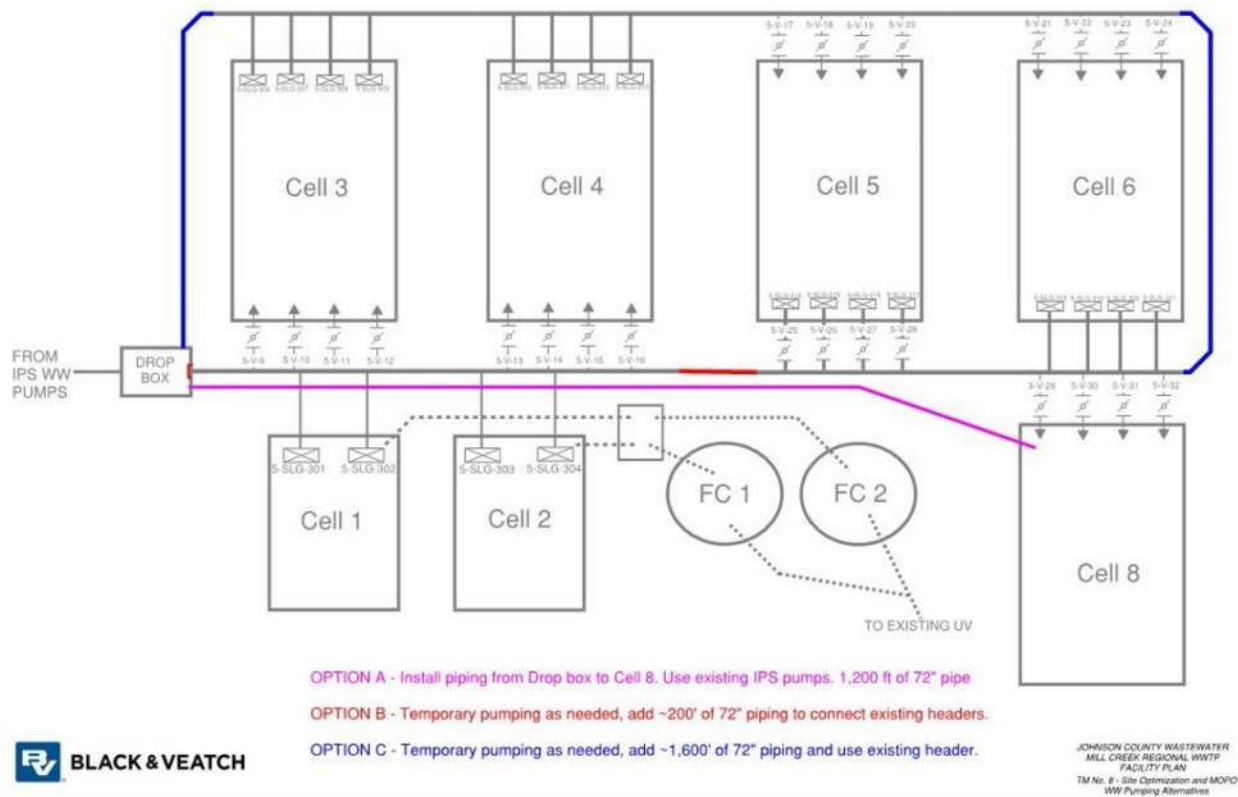 5-V-17 5-V-18 5-V-19 5-V-20 5-V-21 5-V-22 5-V-23 5-V-24
Cell 3
Cell 4
Cell 5
Cell 6
FROM
IPS WW
PUMPS
DROP
BOX
5-V-9 5-V-10 5-V-11 5-V-12 5-V-13 5-V-14 5-V-15 5-V-16
5-V-25 5-V-26 5-V-27 5-V-28
5-V-29 5-V-30 5-V-31 5-V-32
5-SLG-301 5-SLG-302 5-SLG-303 5-SLG-304
Cell 1
Cell 2
FC 1
FC 2
Cell 8
TO EXISTING UV
OPTION A - Install piping from Drop box to Cell 8. Use existing IPS pumps. 1,200 ft of 72" pipe
OPTION B - Temporary pumping as needed, add ~200' of 72" piping to connect existing headers.
OPTION C - Temporary pumping as needed, add ~1,600' of 72" piping and use existing header.
BV BLACK & VEATCH
JOHNSON COUNTY WASTEWATER
MILL CREEK REGIONAL WWTP
FACILITY PLAN
TM No. 6 - Site Optimization and MOPO
WW Pumping Alternatives